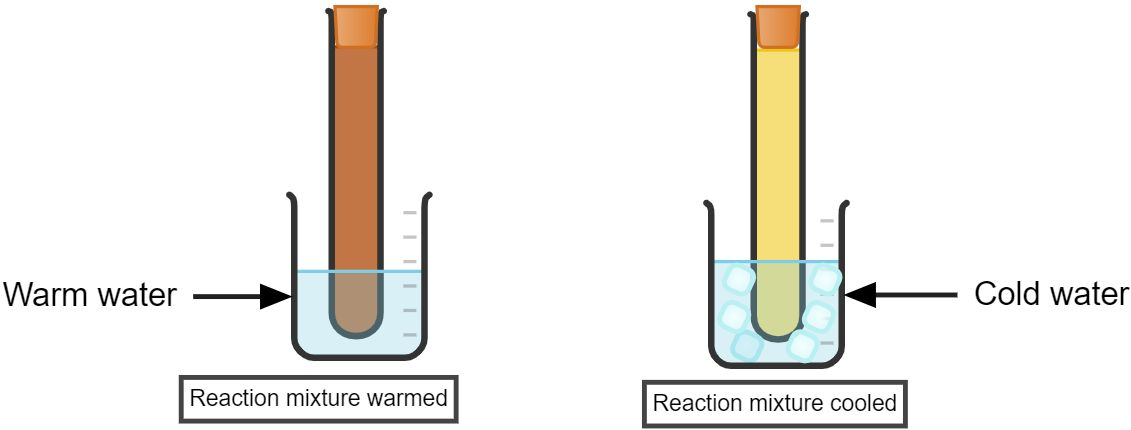 Warm water
Cold water
Reaction mixture warmed
Reaction mixture cooled